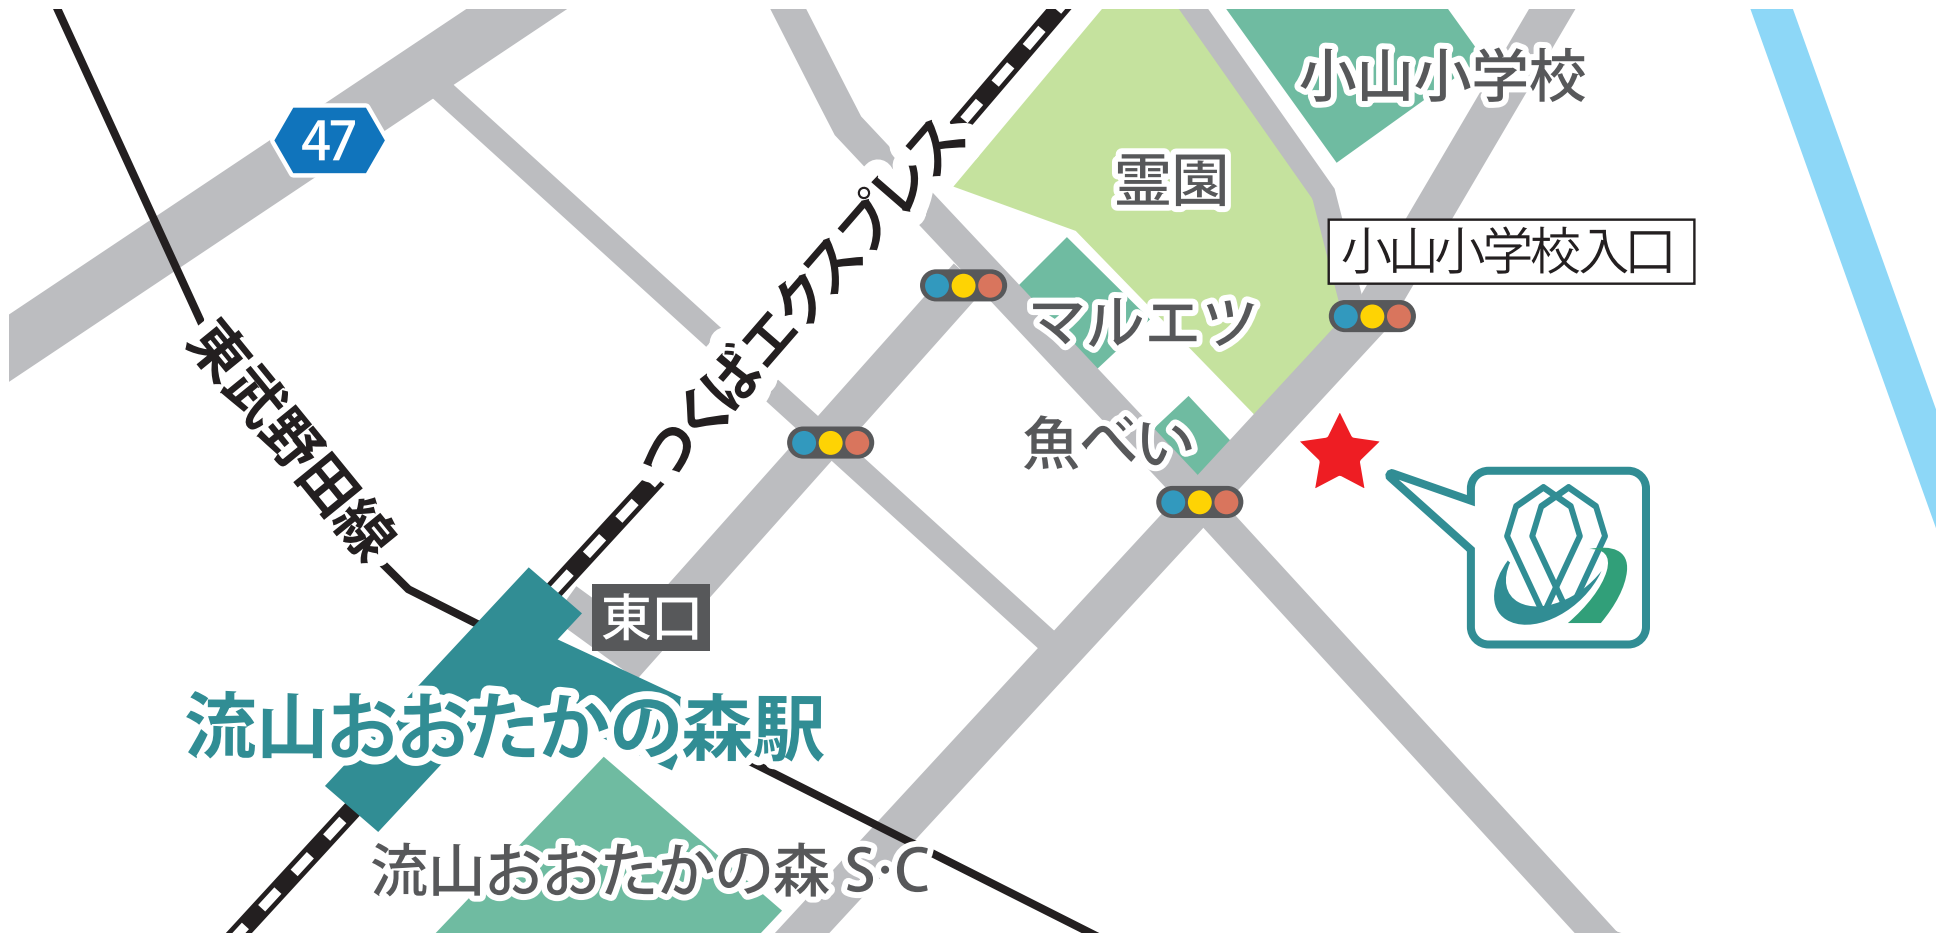 小山小学校
47
霊園
つくばエクスプレス
小山小学校入口
マルエツ
東武野田線
魚べい
東口
流山おおたかの森駅
流山おおたかの森 S・C